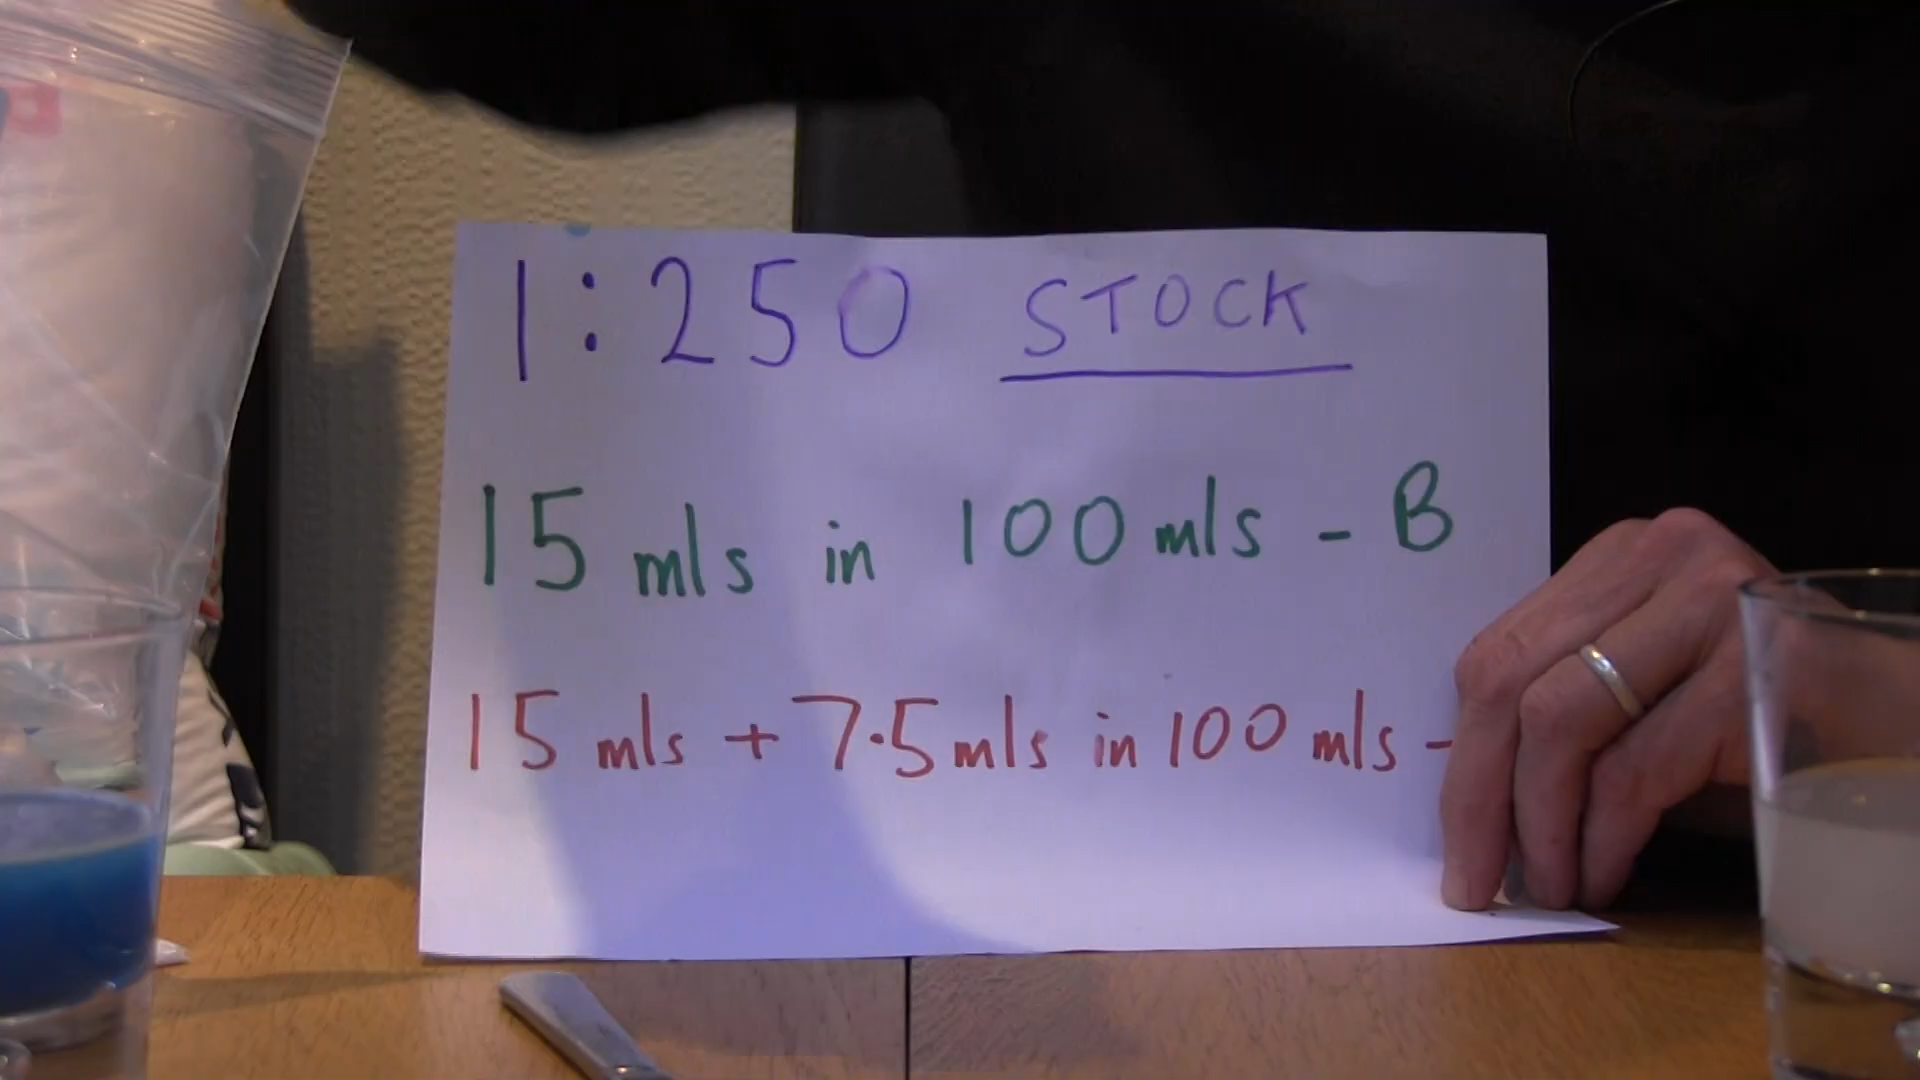 1:250 STOCK
15 mls in 100 mls - B
15 mls + 7.5 mls in 100 mls -